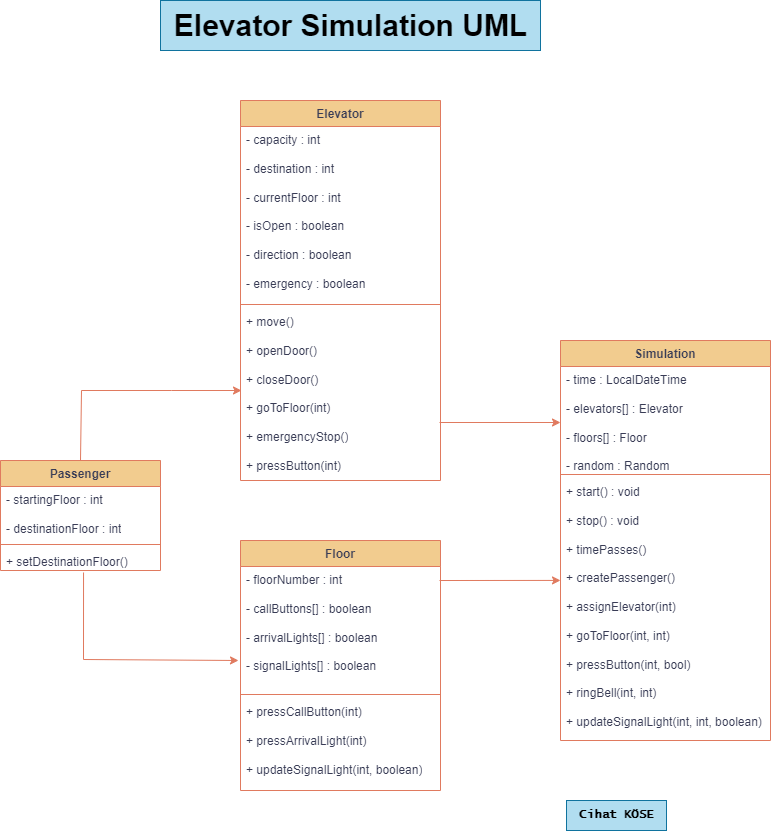 Elevator Simulation UML
Elevator
- capacity : int
- destination : int
- currentFloor : int
- isOpen : boolean
- direction : boolean
- emergency : boolean
+ move()
+ openDoor()
+ closeDoor()
+ goToFloor(int)
+ emergencyStop()
+ pressButton(int)
Passenger
- startingFloor : int
- destinationFloor : int
+ setDestinationFloor()
Floor
- floorNumber : int
- callButtons[] : boolean
- arrivalLights[] : boolean
- signalLights[] : boolean
+ pressCallButton(int)
+ pressArrivalLight(int)
+ updateSignalLight(int, boolean)
Simulation
- time : LocalDateTime
- elevators[] : Elevator
- floors[] : Floor
- random : Random
+ start() : void
+ stop() : void
+ timePasses()
+ createPassenger()
+ assignElevator(int)
+ goToFloor(int, int)
+ pressButton(int, bool)
+ ringBell(int, int)
+ updateSignalLight(int, int, boolean)
Cihat KÖSE